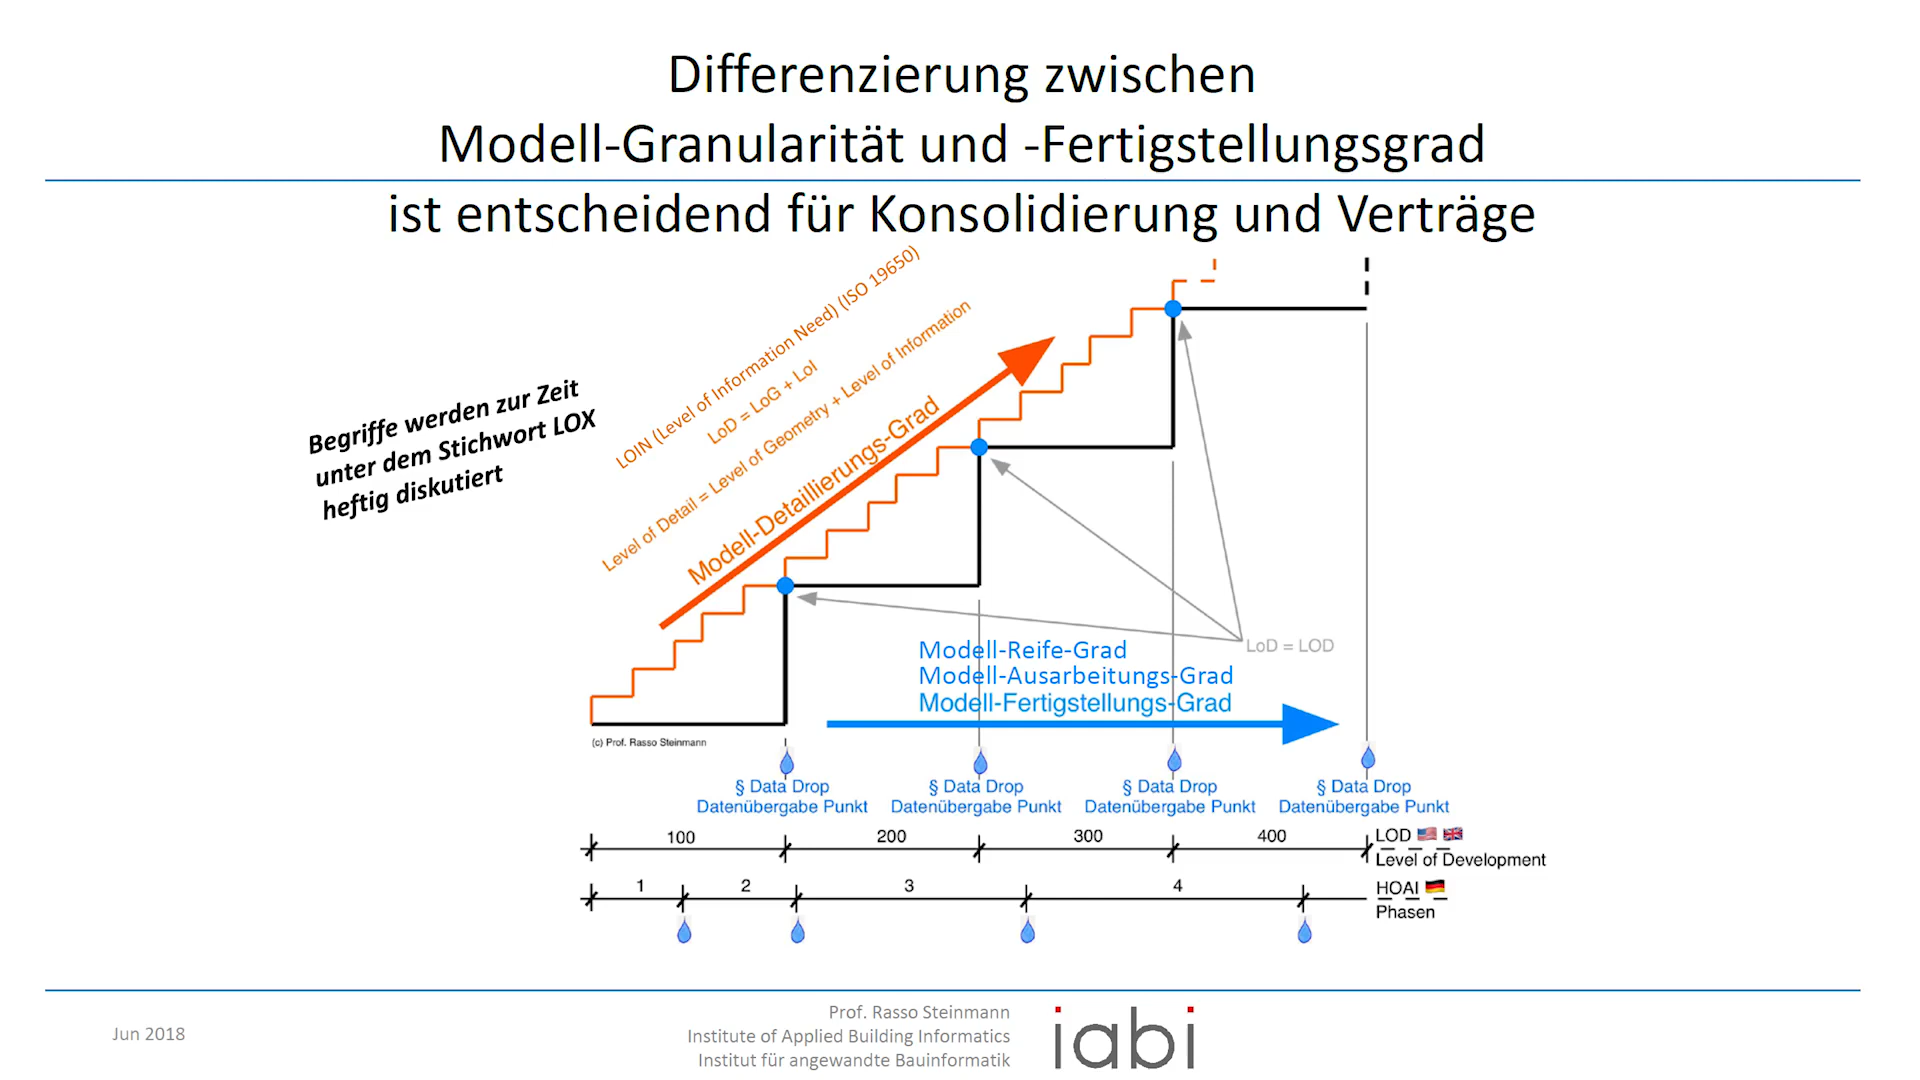 Differenzierung zwischen
Modell-Granularität und -Fertigstellungsgrad
ist entscheidend für Konsolidierung und Verträge
Begriffe werden zur Zeit
unter dem Stichwort LOX
heftig diskutiert
LOIN (Level of Information Need) (ISO 19650)
LoD = LoG + LoI
Level of Detail = Level of Geometry + Level of Information
Modell-Detaillierungs-Grad
LoD = LOD
Modell-Reife-Grad
Modell-Ausarbeitungs-Grad
Modell-Fertigstellungs-Grad
(c) Prof. Rasso Steinmann
§ Data Drop
Datenübergabe Punkt
§ Data Drop
Datenübergabe Punkt
§ Data Drop
Datenübergabe Punkt
§ Data Drop
Datenübergabe Punkt
100 200 300 400 LOD
Level of Development
1 2 3 4 HOAI
Phasen
Jun 2018
Prof. Rasso Steinmann
Institute of Applied Building Informatics
Institut für angewandte Bauinformatik
iabi